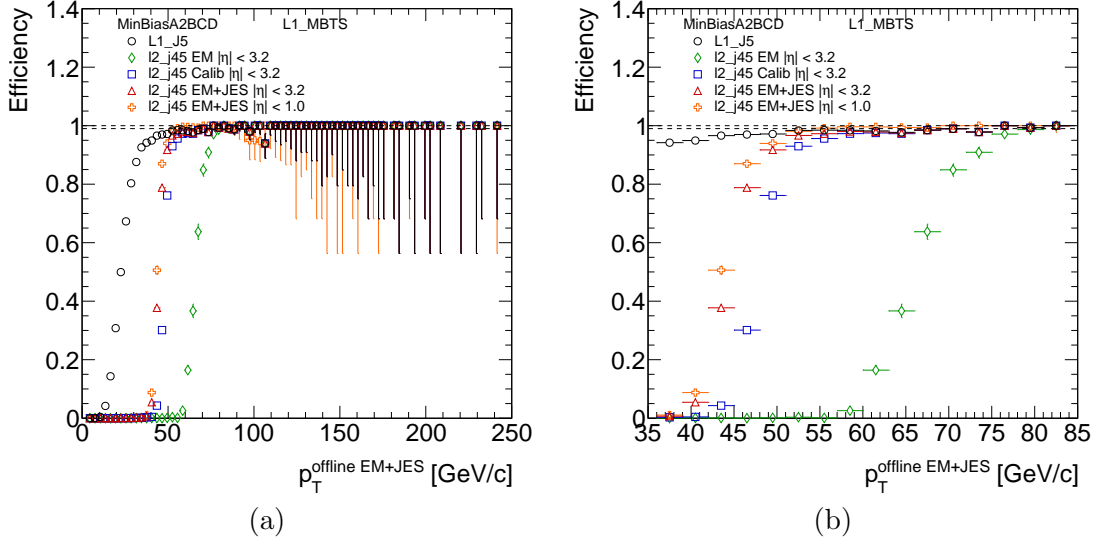 MinBiasA2BCD L1_MBTS
L1_J5
l2_j45 EM |η| < 3.2
l2_j45 Calib |η| < 3.2
l2_j45 EM+JES |η| < 3.2
l2_j45 EM+JES |η| < 1.0
Efficiency
1.4
1.2
1
0.8
0.6
0.4
0.2
0
0 50 100 150 200 250
p_T^offline EM+JES [GeV/c]
(a)
MinBiasA2BCD L1_MBTS
L1_J5
l2_j45 EM |η| < 3.2
l2_j45 Calib |η| < 3.2
l2_j45 EM+JES |η| < 3.2
l2_j45 EM+JES |η| < 1.0
Efficiency
1.4
1.2
1
0.8
0.6
0.4
0.2
0
35 40 45 50 55 60 65 70 75 80 85
p_T^offline EM+JES [GeV/c]
(b)